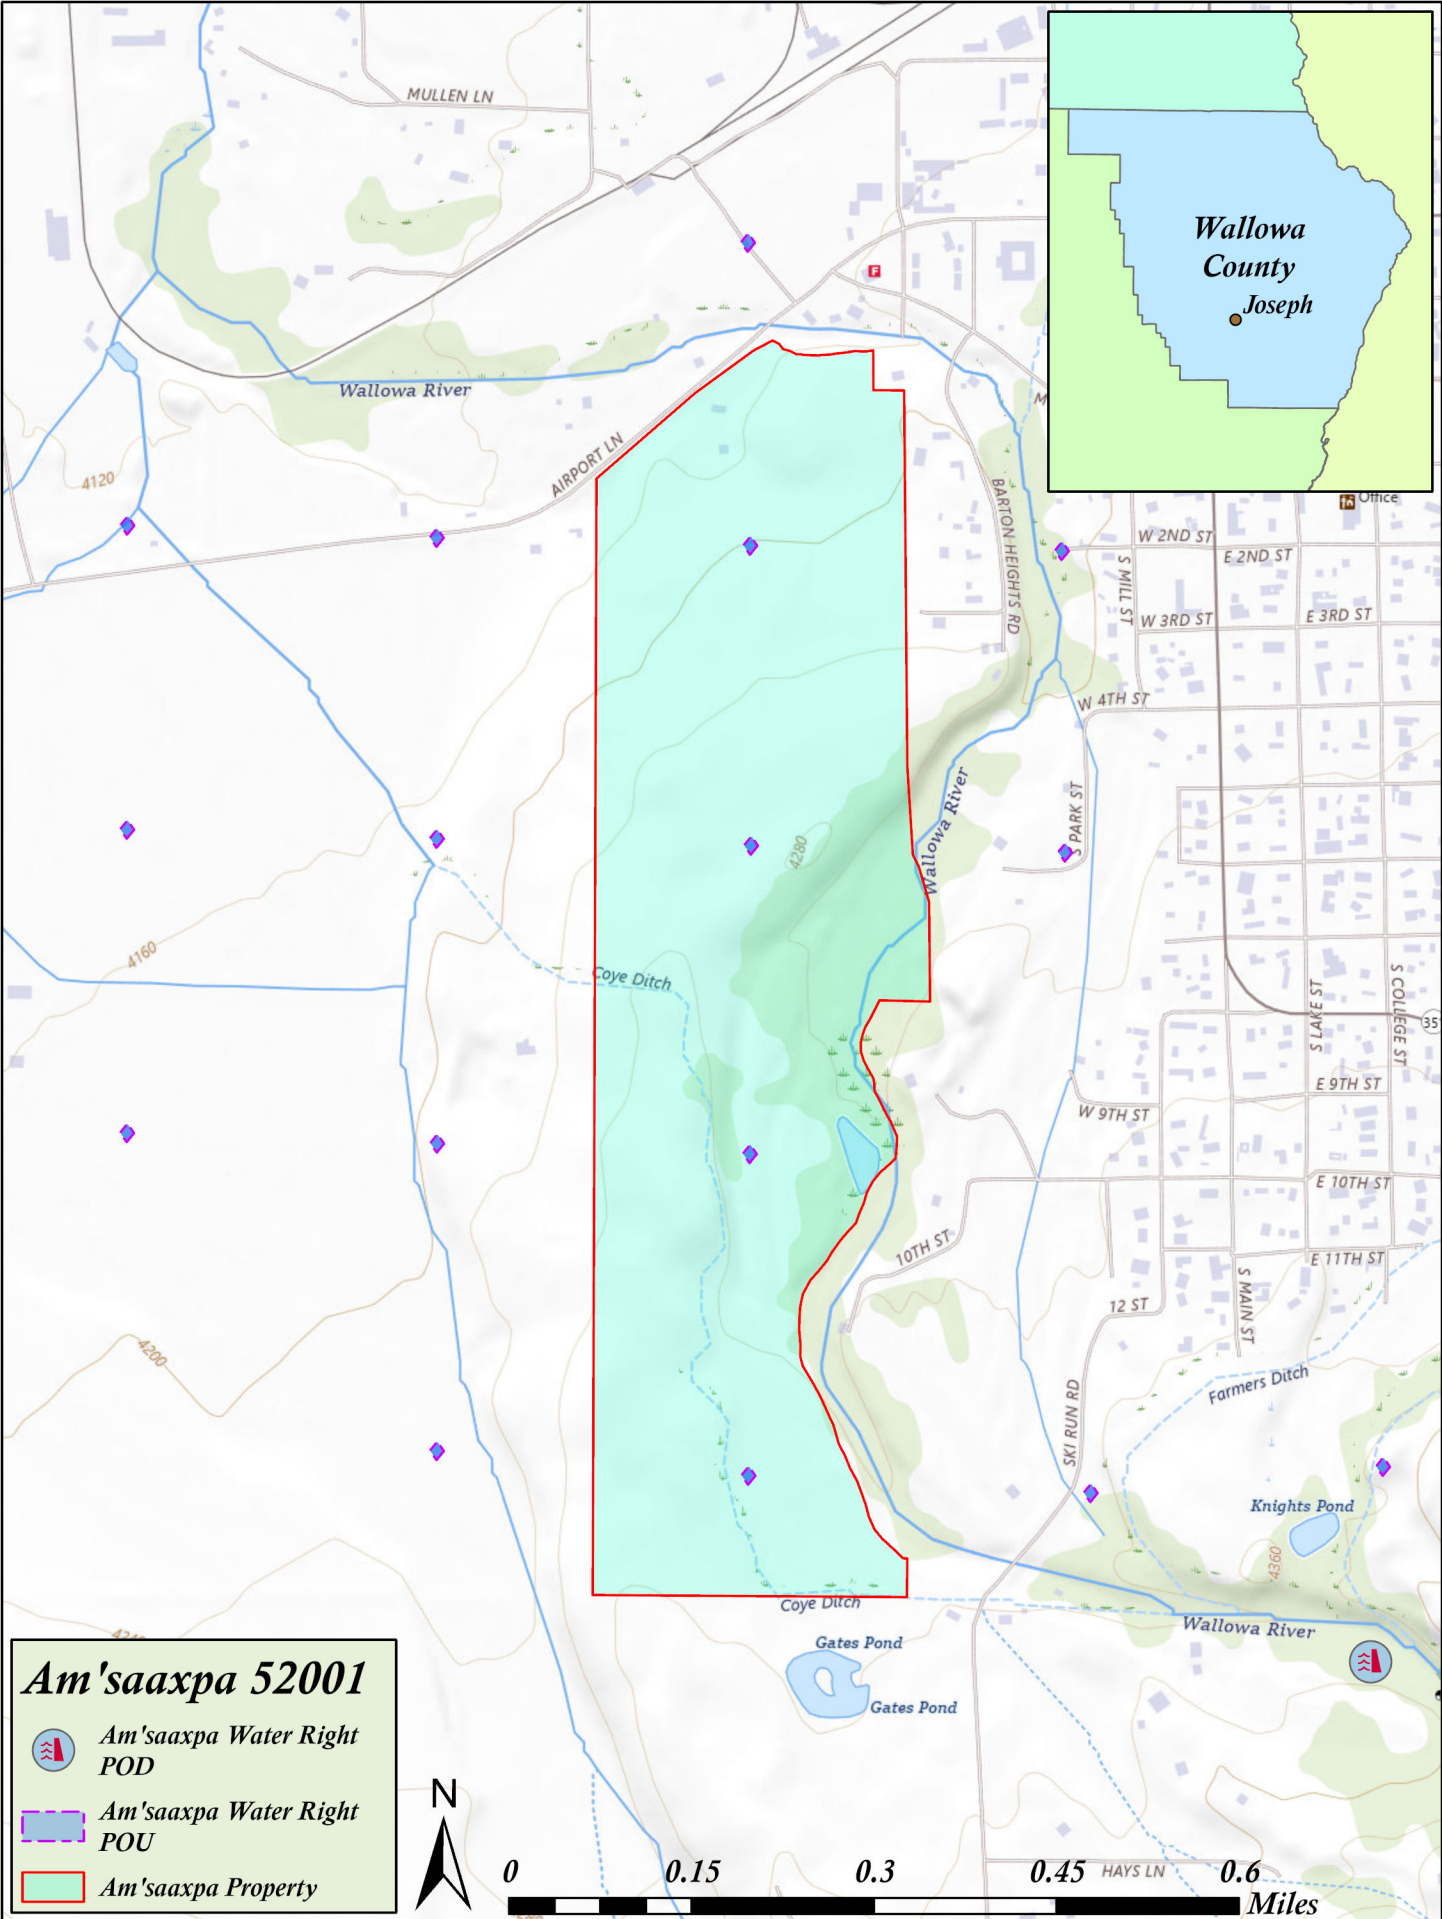 MULLEN LN
Wallowa
County
Joseph
F
Wallowa River
AIRPORT LN
4120
Office
BARTON HEIGHTS RD
M
W 2ND ST
E 2ND ST
S MILL ST
W 3RD ST
E 3RD ST
W 4TH ST
Wallowa River
S PARK ST
4280
4160
Coye Ditch
S LAKE ST
S COLLEGE ST
351
E 9TH ST
W 9TH ST
E 10TH ST
10TH ST
E 11TH ST
S MAIN ST
12 ST
4200
Farmers Ditch
SKI RUN RD
Knights Pond
4360
Coye Ditch
Wallowa River
Gates Pond
Gates Pond
Am'saaxpa 52001
Am'saaxpa Water Right
POD
Am'saaxpa Water Right
POU
Am'saaxpa Property
N
0 0.15 0.3 0.45 0.6
Miles
HAYS LN